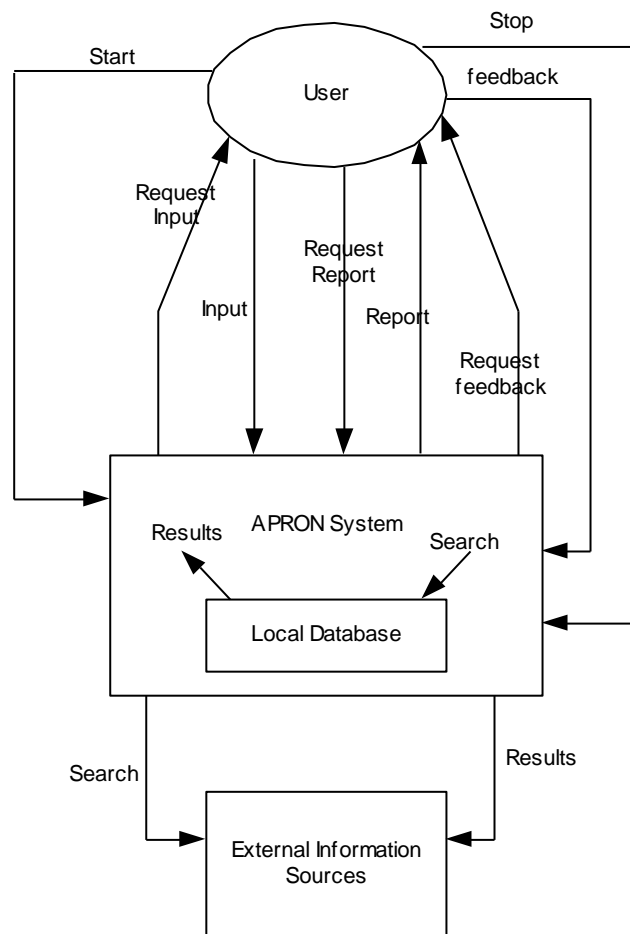 Stop
Start
feedback
User
Request
Input
Request
Report
Input
Report
Request
feedback
APRON System
Results
Search
Local Database
Search
Results
External Information
Sources